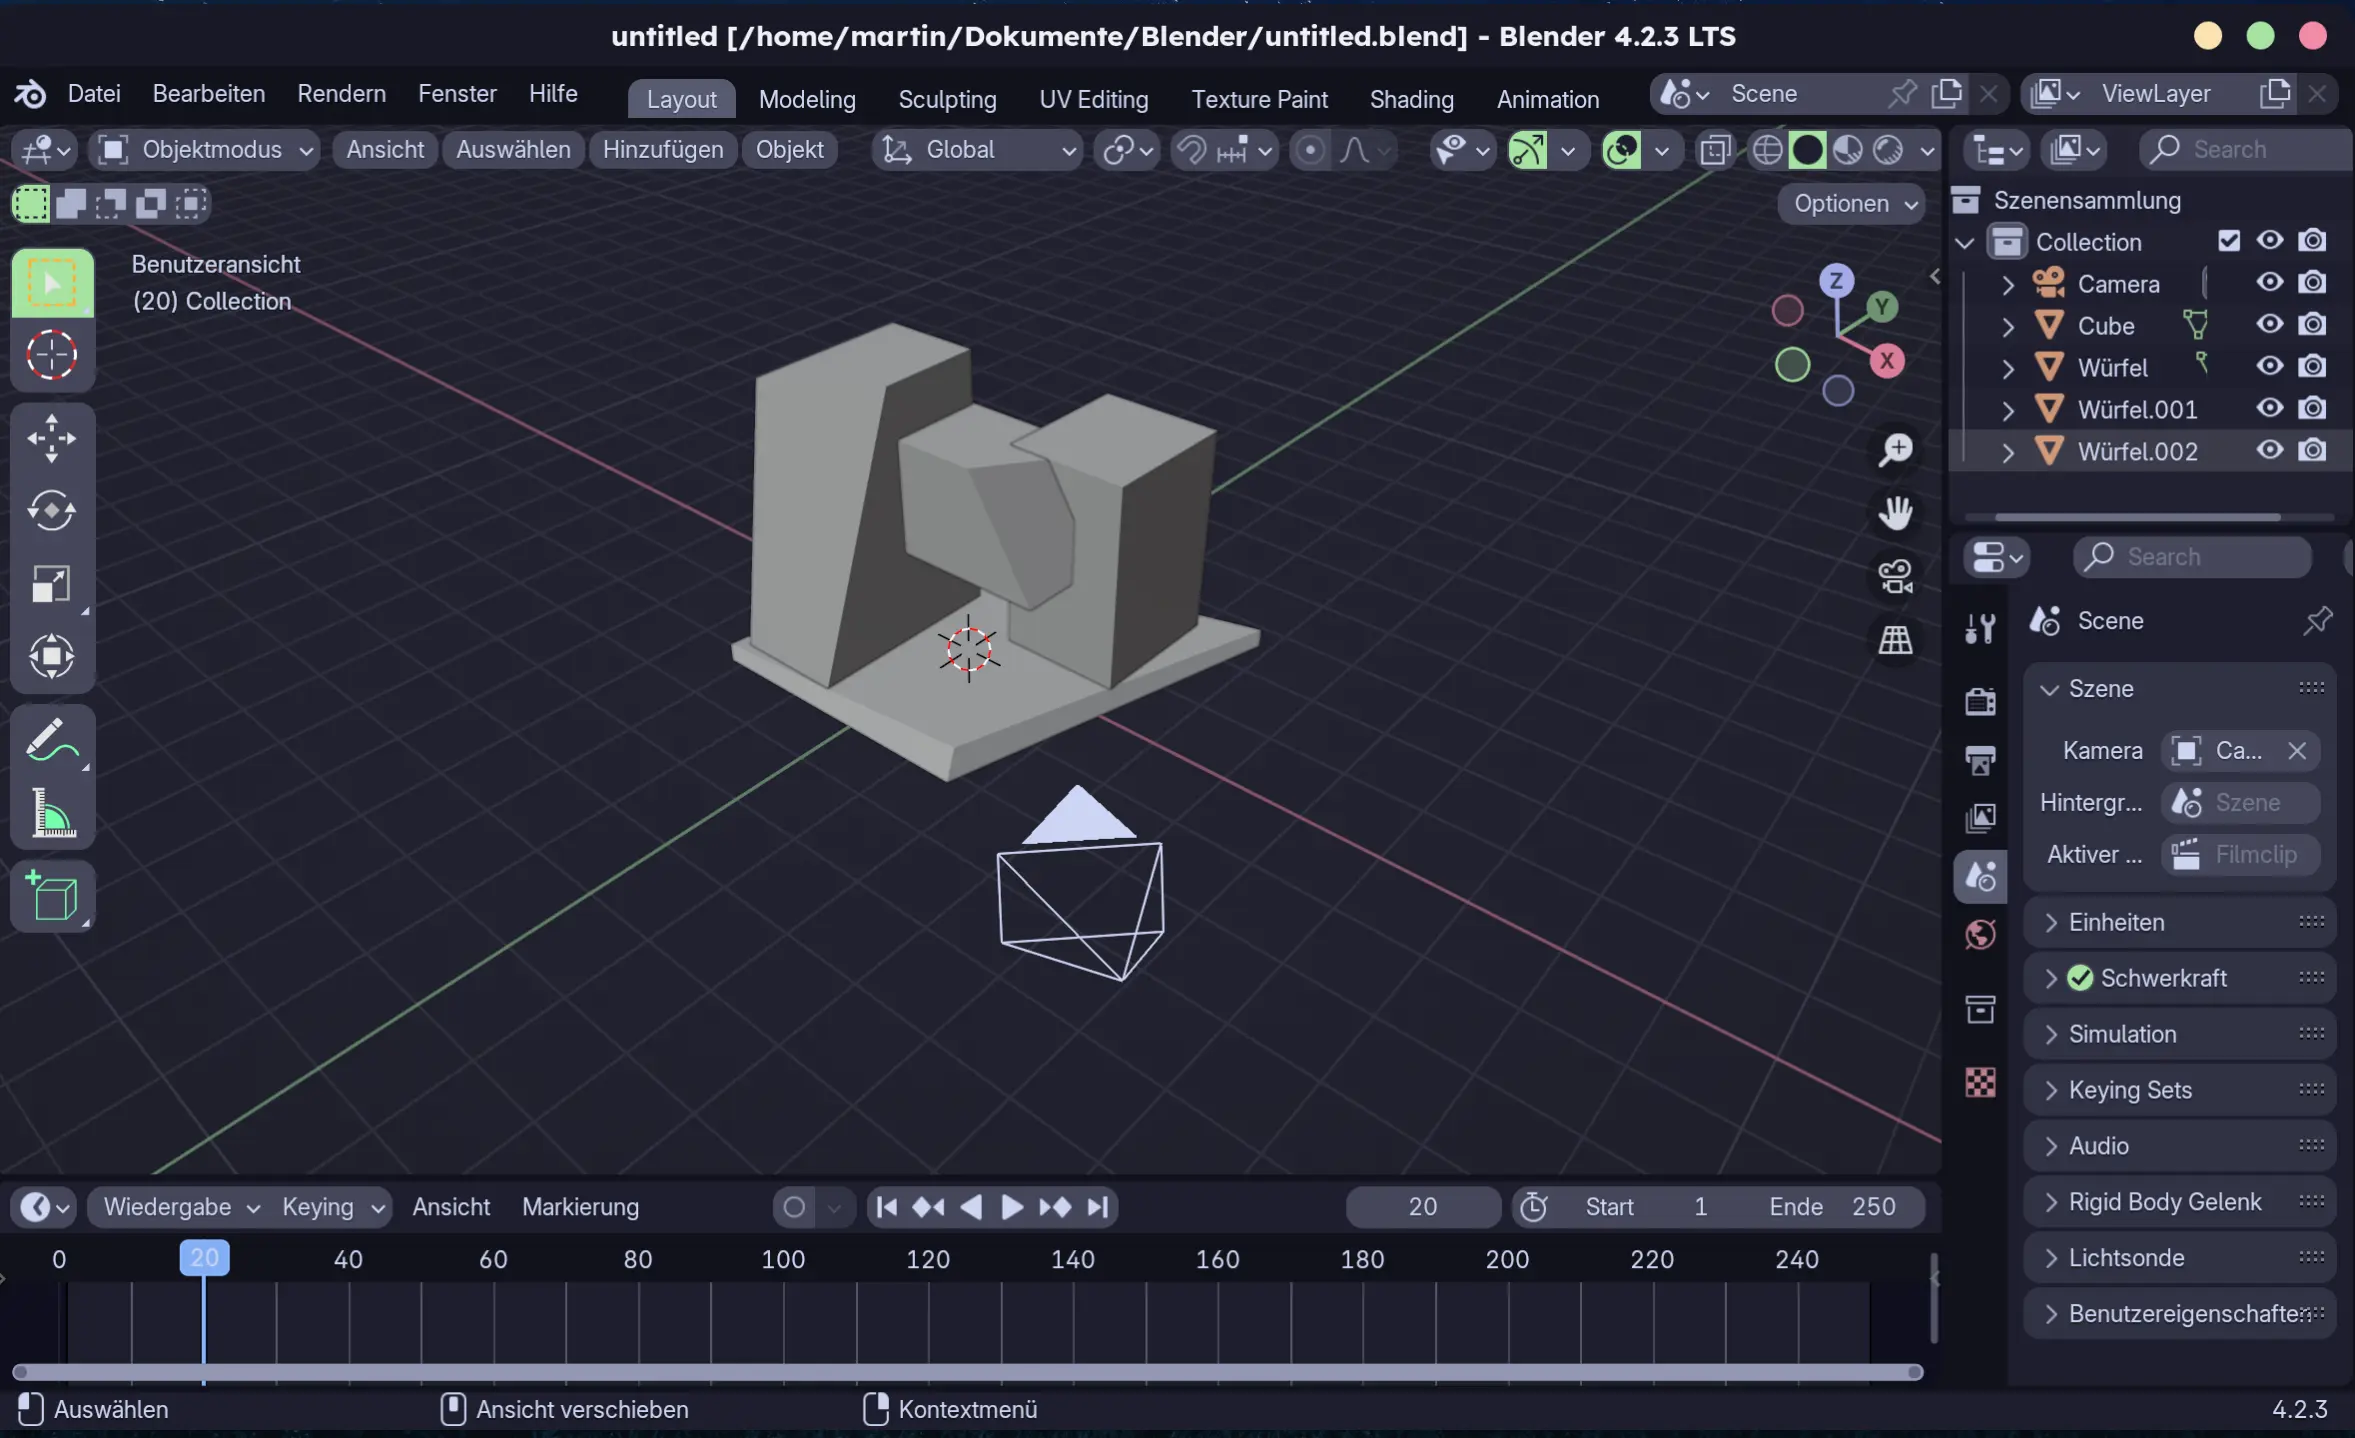 untitled [/home/martin/Dokumente/Blender/untitled.blend] - Blender 4.2.3 LTS
Datei Bearbeiten Rendern Fenster Hilfe Layout Modeling Sculpting UV Editing Texture Paint Shading Animation Scene ViewLayer
Objektmodus Ansicht Auswählen Hinzufügen Objekt Global Search
Optionen
Szenensammlung
Collection
Camera
Cube
Würfel
Würfel.001
Würfel.002
Benutzeransicht
(20) Collection
Z
Y
X
Search
Scene
Szene
Kamera Ca...
Hintergr... Szene
Aktiver ... Filmclip
Einheiten
Schwerkraft
Simulation
Keying Sets
Audio
Rigid Body Gelenk
Lichtsonde
Benutzereigenschaften
Wiedergabe Keying Ansicht Markierung 20 Start 1 Ende 250
0 20 40 60 80 100 120 140 160 180 200 220 240
Auswählen Ansicht verschieben Kontextmenü 4.2.3